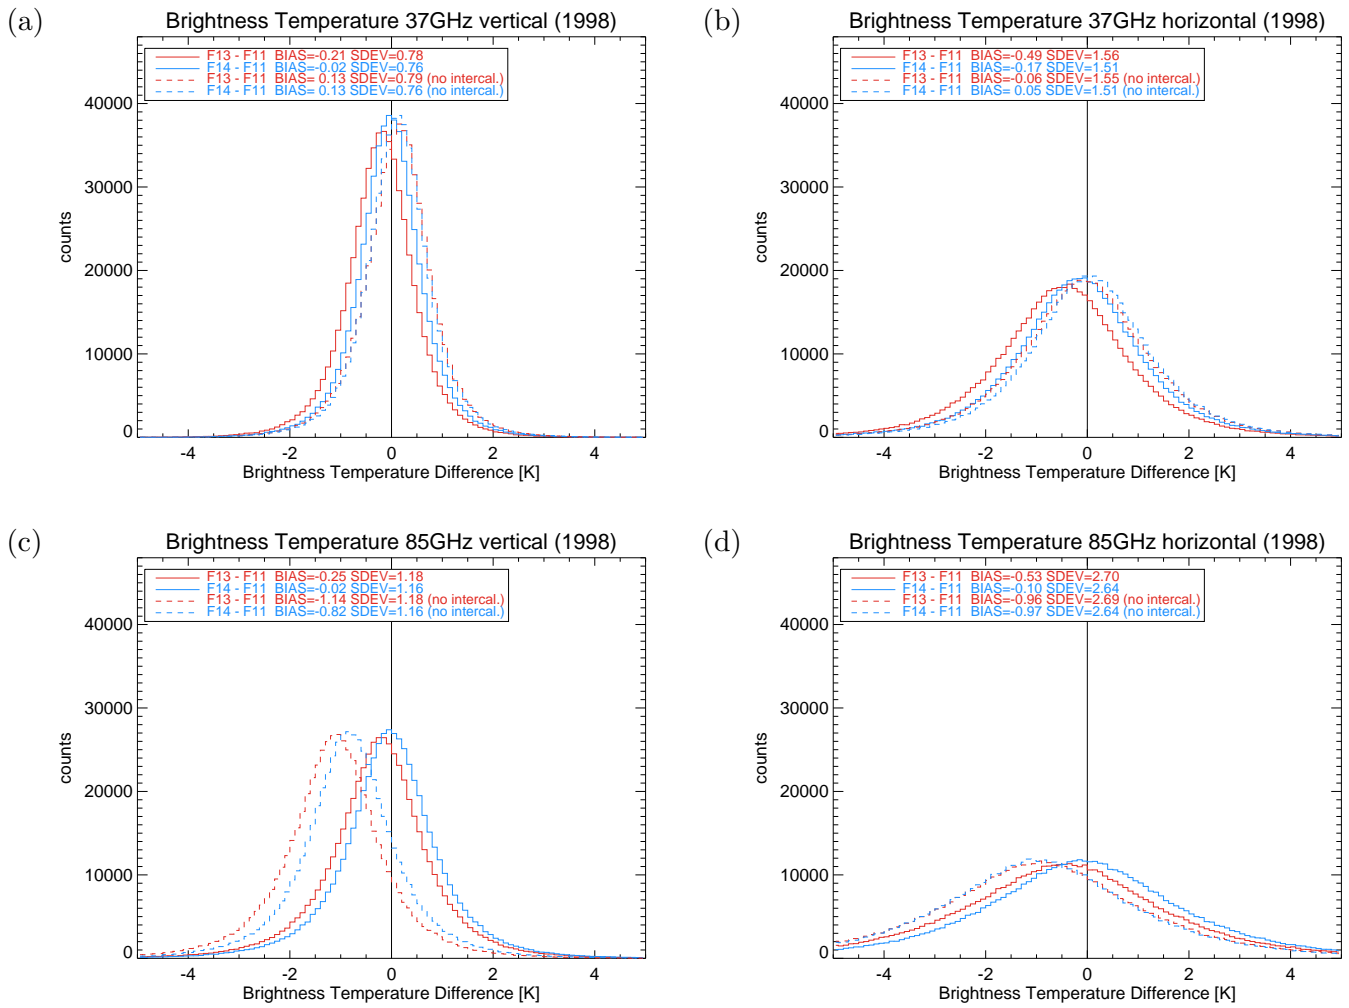 (a)
Brightness Temperature 37GHz vertical (1998)
F13 - F11 BIAS=-0.21 SDEV=0.78
F14 - F11 BIAS=-0.02 SDEV=0.76
F13 - F11 BIAS= 0.13 SDEV=0.79 (no intercal.)
F14 - F11 BIAS= 0.13 SDEV=0.76 (no intercal.)
counts
40000
30000
20000
10000
0
-4 -2 0 2 4
Brightness Temperature Difference [K]
(b)
Brightness Temperature 37GHz horizontal (1998)
F13 - F11 BIAS=-0.49 SDEV=1.56
F14 - F11 BIAS=-0.17 SDEV=1.51
F13 - F11 BIAS=-0.06 SDEV=1.55 (no intercal.)
F14 - F11 BIAS= 0.05 SDEV=1.51 (no intercal.)
counts
40000
30000
20000
10000
0
-4 -2 0 2 4
Brightness Temperature Difference [K]
(c)
Brightness Temperature 85GHz vertical (1998)
F13 - F11 BIAS=-0.25 SDEV=1.18
F14 - F11 BIAS=-0.02 SDEV=1.16
F13 - F11 BIAS=-1.14 SDEV=1.18 (no intercal.)
F14 - F11 BIAS=-0.82 SDEV=1.16 (no intercal.)
counts
40000
30000
20000
10000
0
-4 -2 0 2 4
Brightness Temperature Difference [K]
(d)
Brightness Temperature 85GHz horizontal (1998)
F13 - F11 BIAS=-0.53 SDEV=2.70
F14 - F11 BIAS=-0.10 SDEV=2.64
F13 - F11 BIAS=-0.96 SDEV=2.69 (no intercal.)
F14 - F11 BIAS=-0.97 SDEV=2.64 (no intercal.)
counts
40000
30000
20000
10000
0
-4 -2 0 2 4
Brightness Temperature Difference [K]